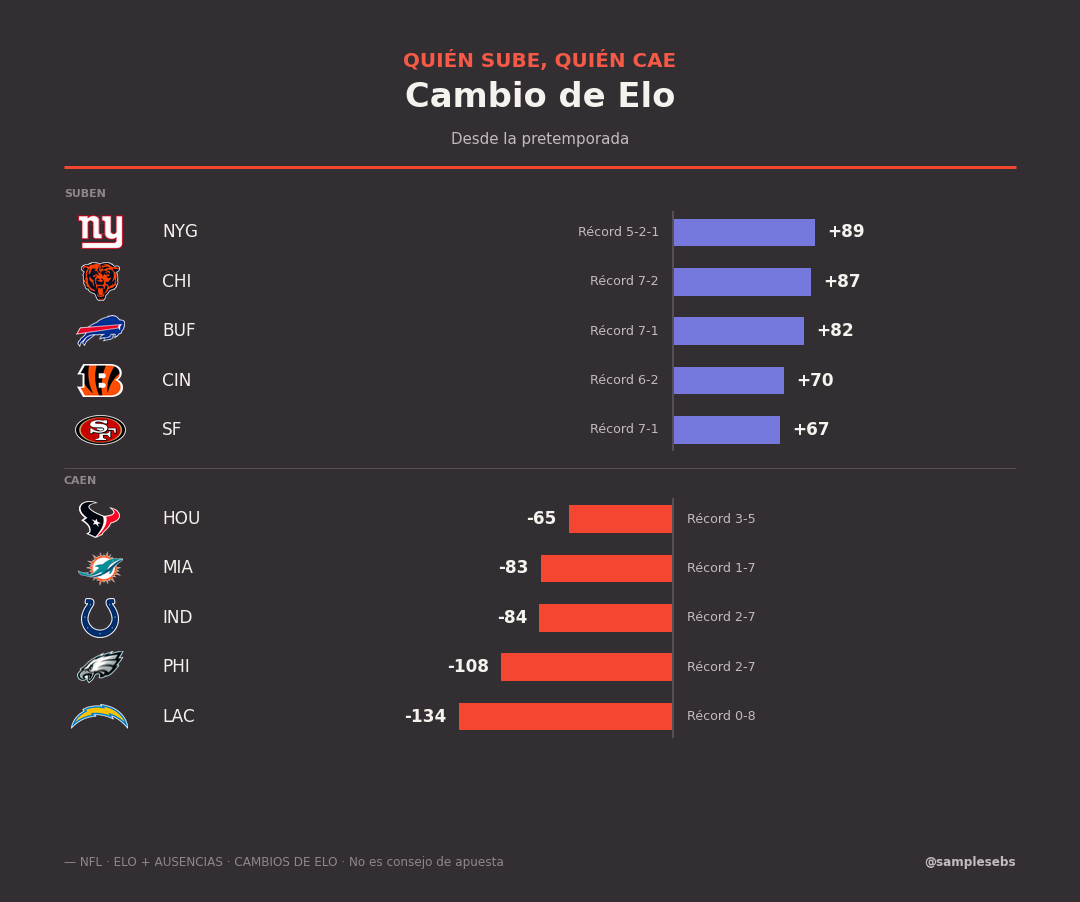 QUIÉN SUBE, QUIÉN CAE
Cambio de Elo
Desde la pretemporada
SUBEN
ny NYG Récord 5-2-1 +89
CHI Récord 7-2 +87
BUF Récord 7-1 +82
B CIN Récord 6-2 +70
SF SF Récord 7-1 +67
CAEN
HOU -65 Récord 3-5
MIA -83 Récord 1-7
IND -84 Récord 2-7
PHI -108 Récord 2-7
LAC -134 Récord 0-8
— NFL · ELO + AUSENCIAS · CAMBIOS DE ELO · No es consejo de apuesta
@samplesebs